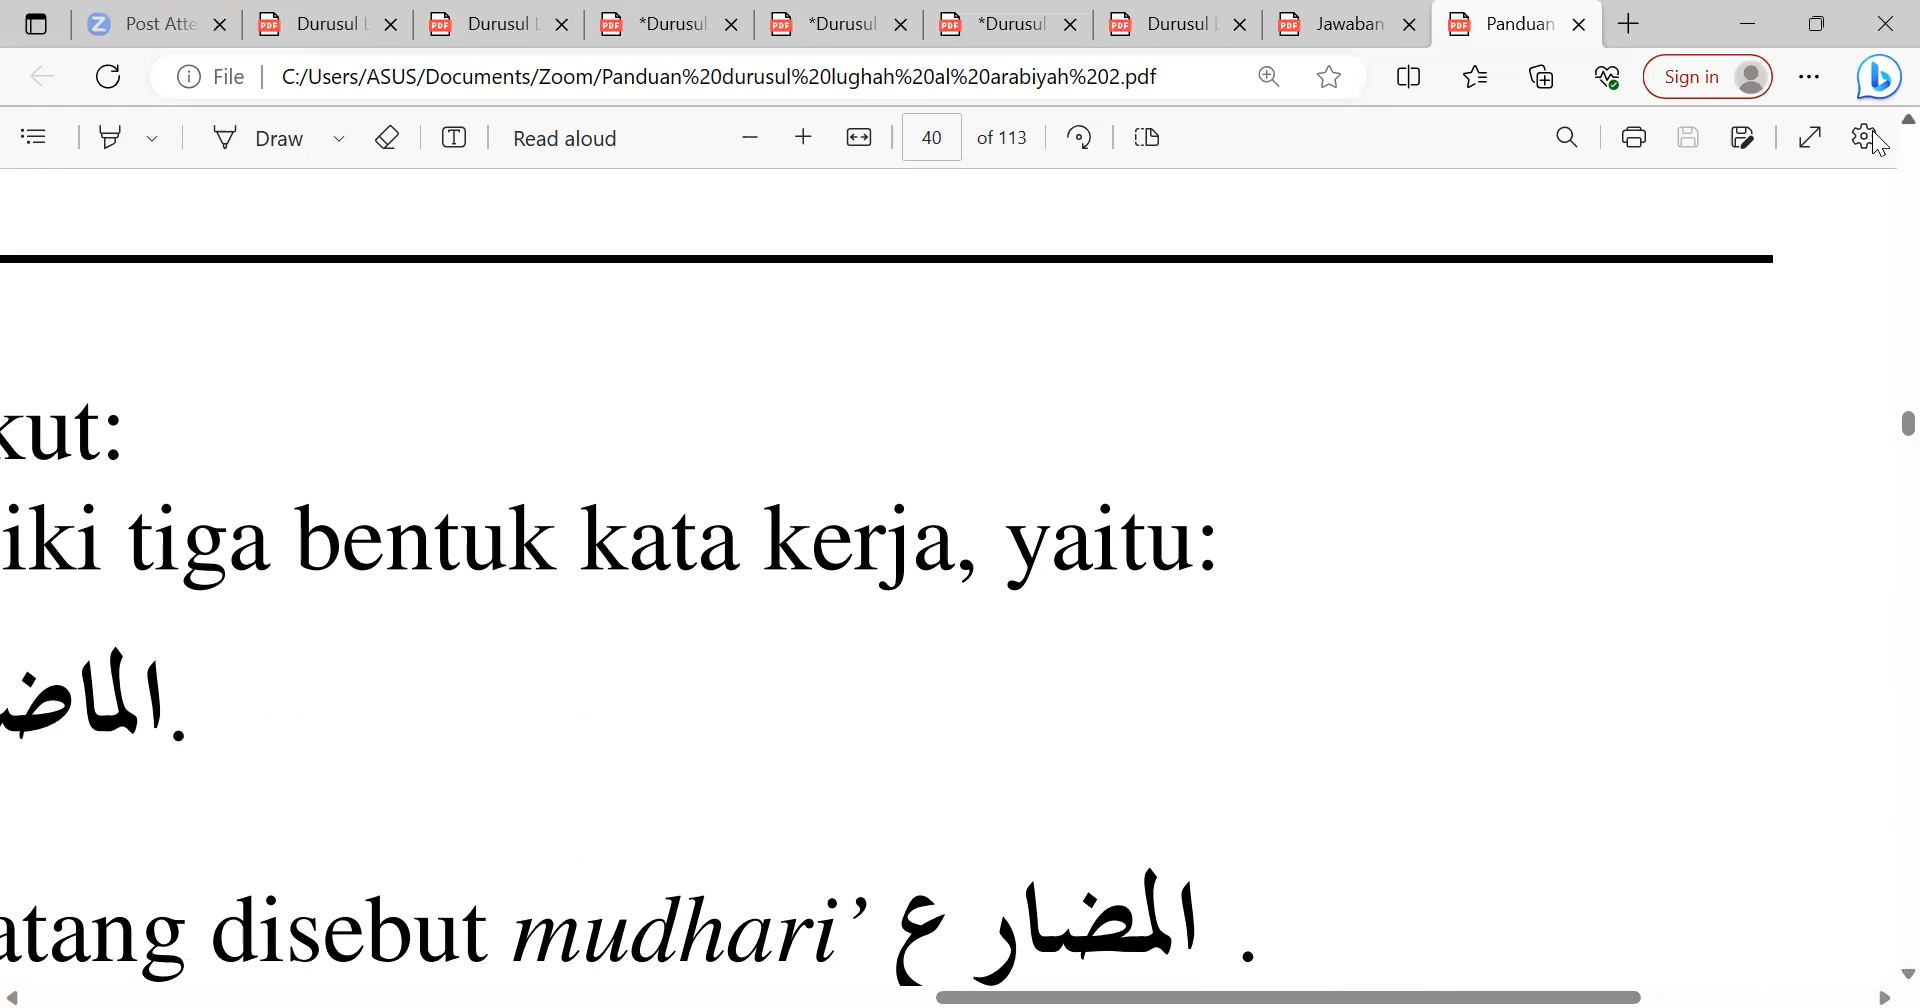 Post Atte
Durusul L
Durusul L
*Durusul
*Durusul
*Durusul
Durusul L
Jawaban
Panduan
File
C:/Users/ASUS/Documents/Zoom/Panduan%20durusul%20lughah%20al%20arabiyah%202.pdf
Sign in
Draw
Read aloud
40 of 113
kut:
iki tiga bentuk kata kerja, yaitu:
الماض.
atang disebut mudhari’ المضارع .